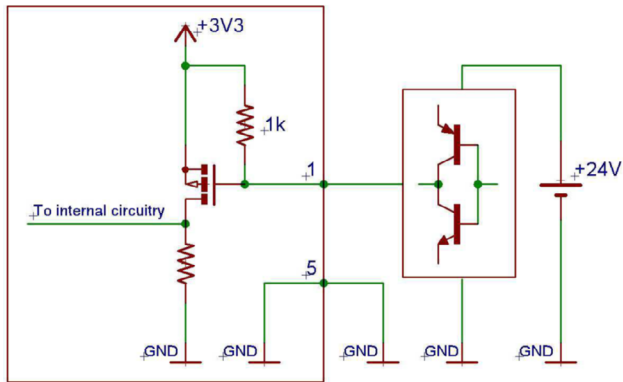 +3V3
1k
1
+24V
To internal circuitry
5
GND
GND
GND
GND
GND